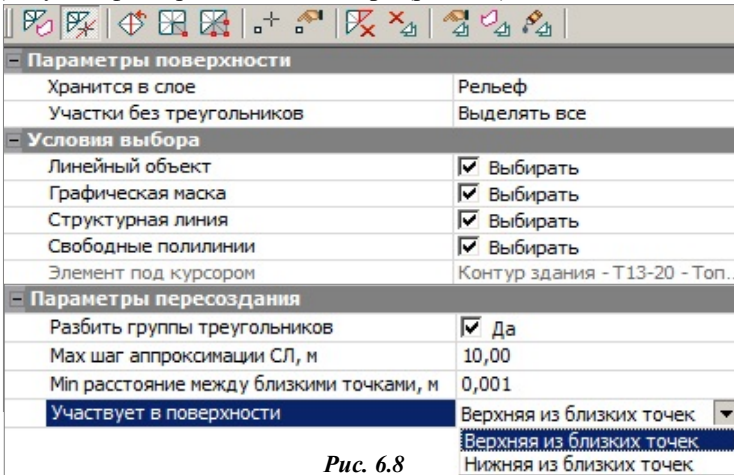 Параметры поверхности
Хранится в слое Рельеф
Участки без треугольников Выделять все
Условия выбора
Линейный объект Выбирать
Графическая маска Выбирать
Структурная линия Выбирать
Свободные полилинии Выбирать
Элемент под курсором Контур здания - Т13-20 - Топ...
Параметры пересоздания
Разбить группы треугольников Да
Мах шаг аппроксимации СЛ, м 10,00
Min расстояние между близкими точками, м 0,001
Участвует в поверхности Верхняя из близких точек
Верхняя из близких точек
Рис. 6.8 Нижняя из близких точек